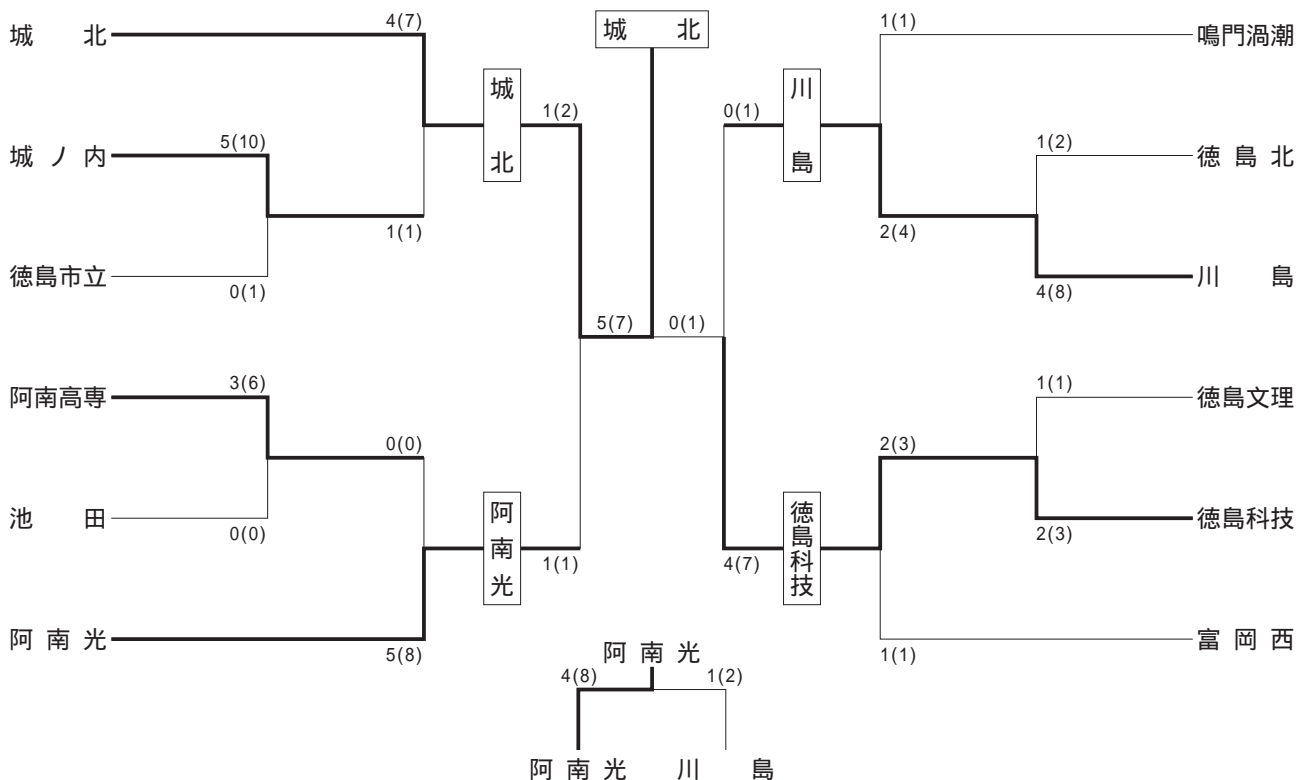 4(7)
城 北
1(1)
城 北
鳴門渦潮
城北
1(2)
0(1)
川島
5(10)
1(2)
城ノ内
徳島北
1(1)
2(4)
徳島市立
0(1)
4(8)
川 島
5(7)
0(1)
3(6)
1(1)
阿南高専
徳島文理
0(0)
2(3)
池 田
0(0)
阿南光
1(1)
4(7)
徳島科技
2(3)
徳島科技
阿南光
5(8)
1(1)
富岡西
阿南光
4(8)
1(2)
阿南光
川 島